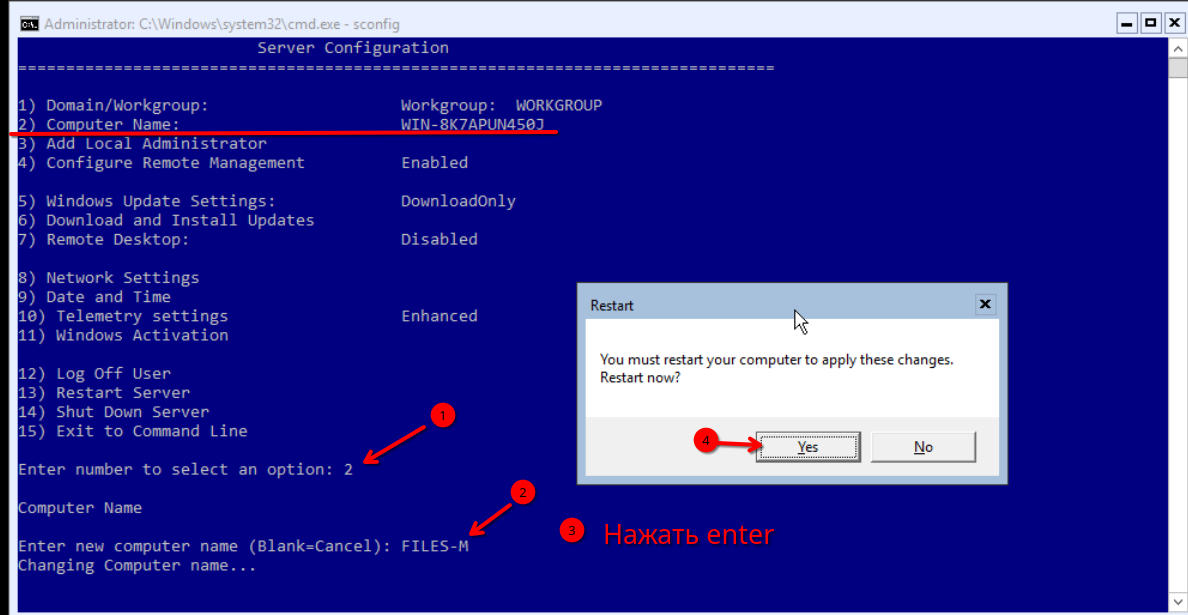 Administrator: C:\Windows\system32\cmd.exe - sconfig
Server Configuration
===============================================================================
1) Domain/Workgroup: Workgroup: WORKGROUP
2) Computer Name: WIN-8K7APUN450J
3) Add Local Administrator
4) Configure Remote Management Enabled
5) Windows Update Settings: DownloadOnly
6) Download and Install Updates
7) Remote Desktop: Disabled
8) Network Settings
9) Date and Time
10) Telemetry settings Enhanced
11) Windows Activation
12) Log Off User
13) Restart Server
14) Shut Down Server
15) Exit to Command Line
1
Enter number to select an option: 2
Computer Name
2
Enter new computer name (Blank=Cancel): FILES-M
Changing Computer name...
3 Нажать enter
Restart
You must restart your computer to apply these changes.
Restart now?
4
Yes No